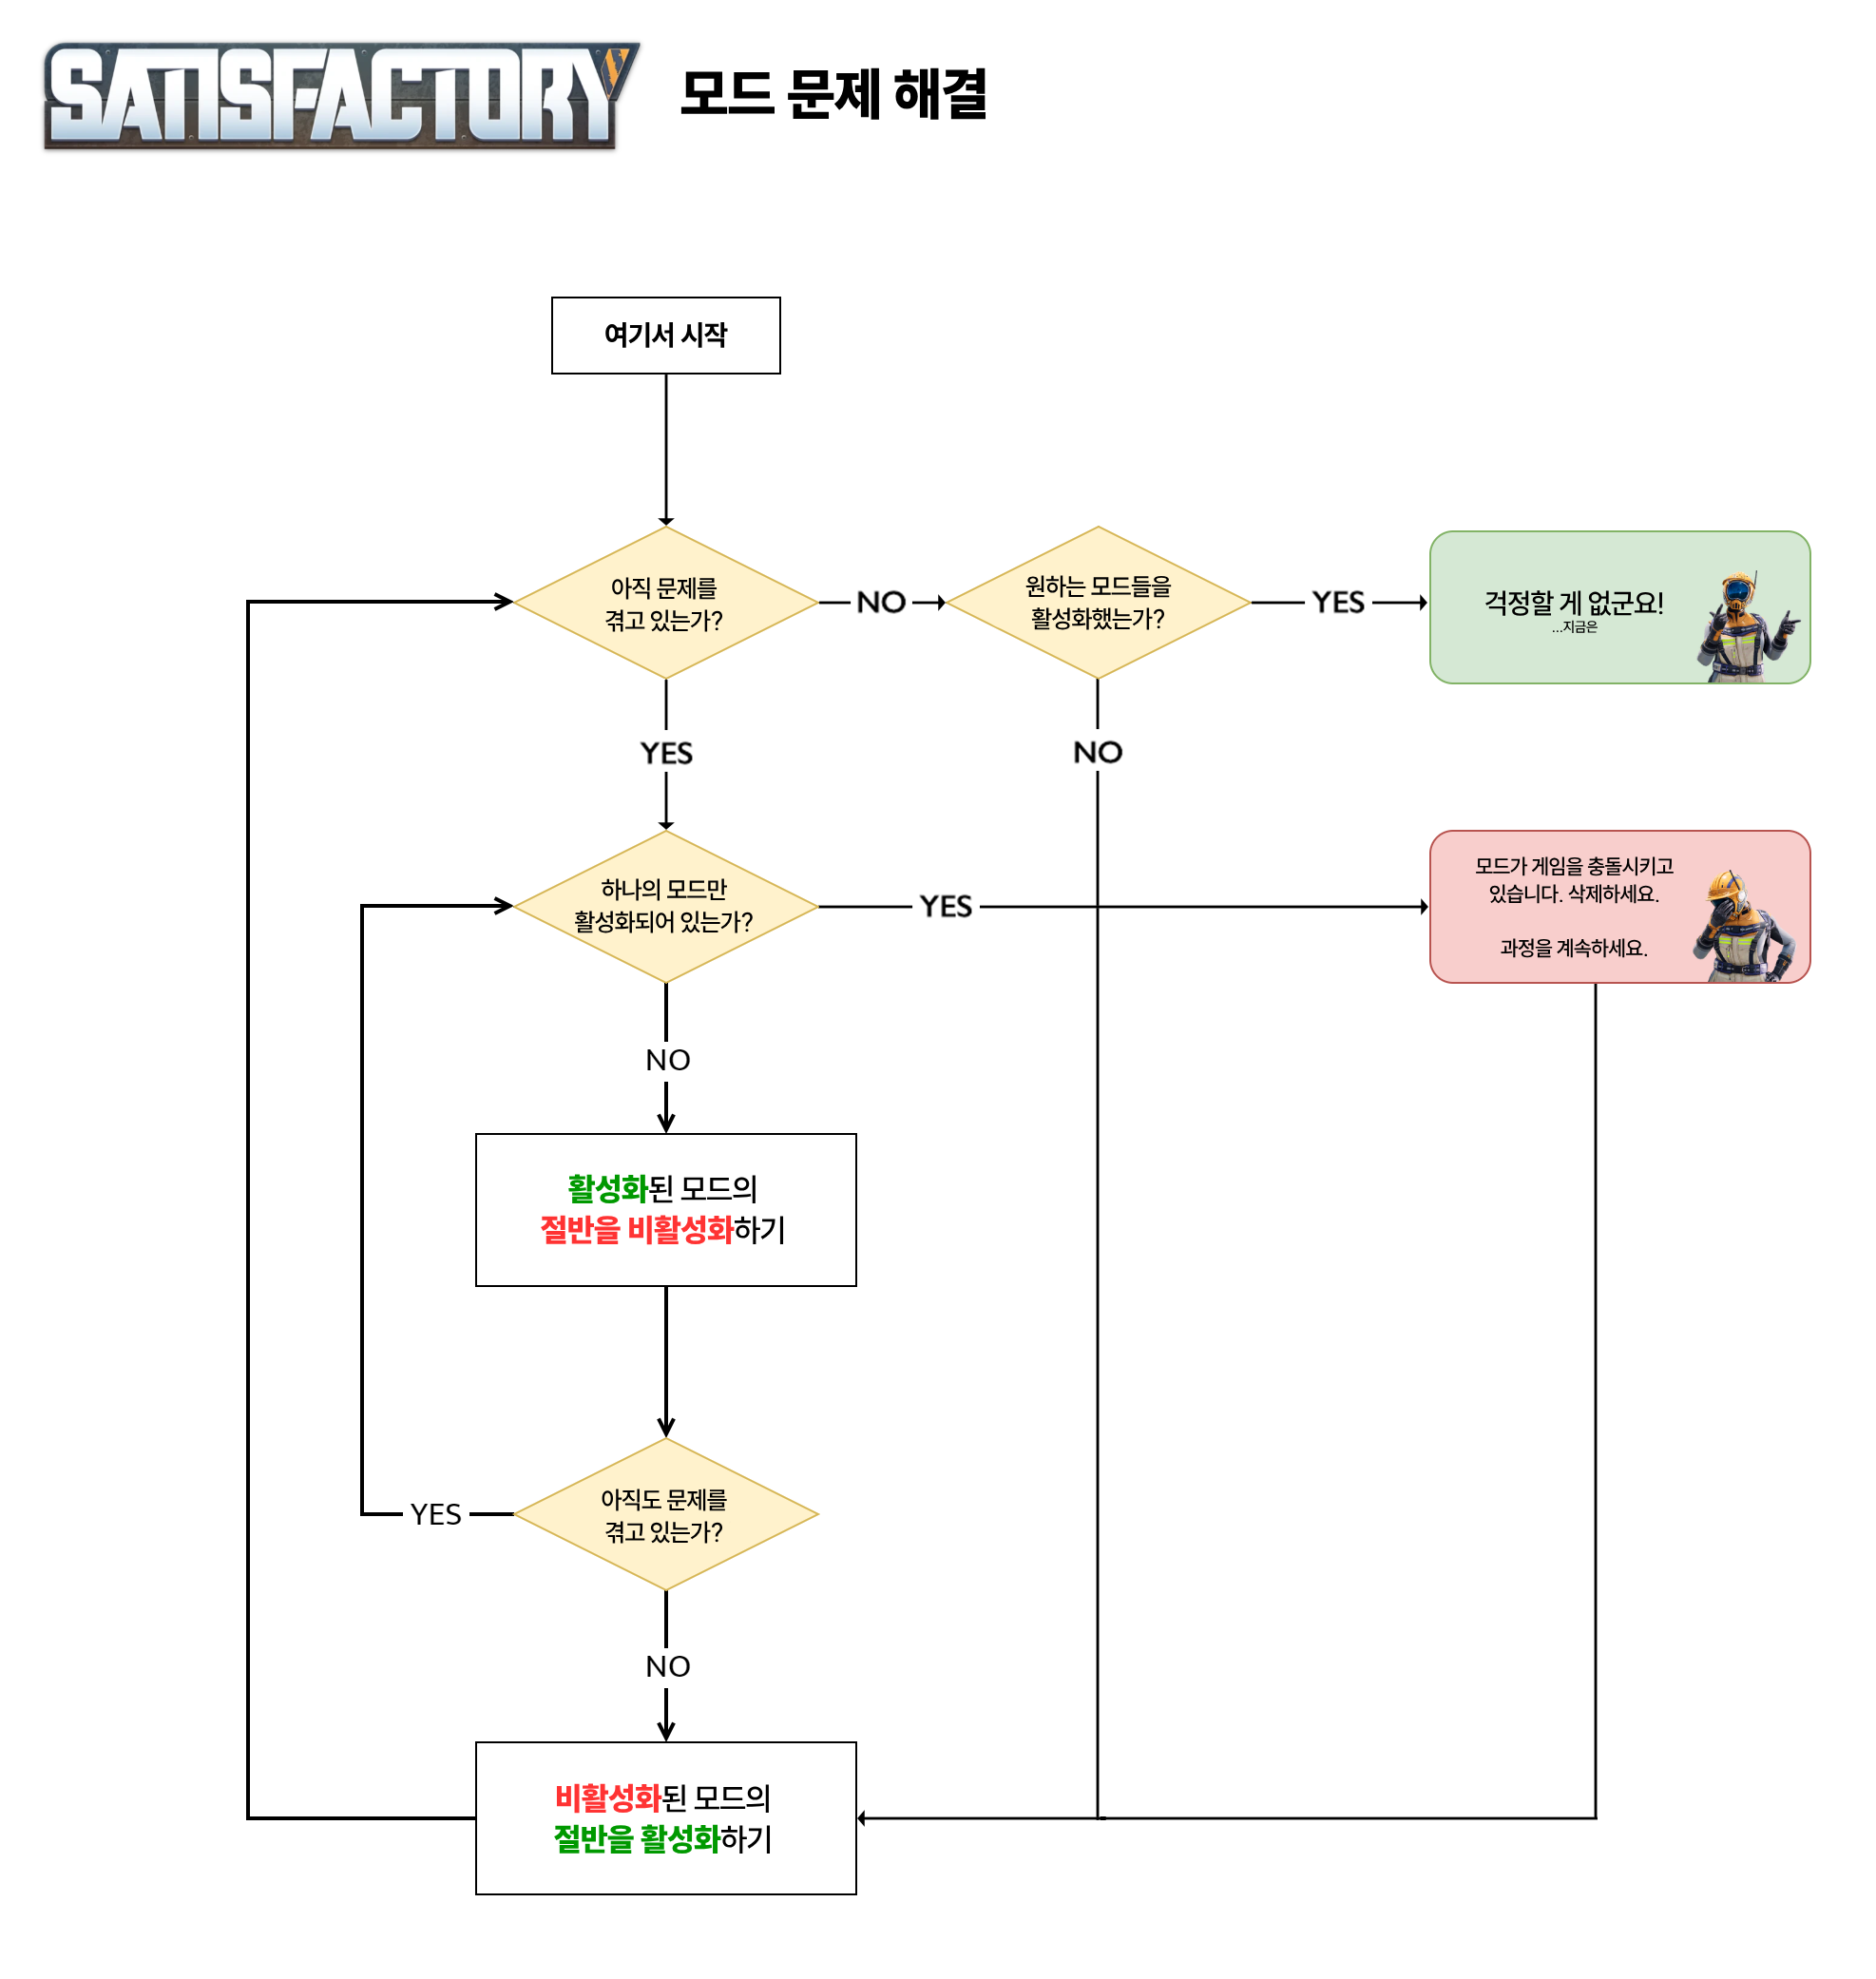 SATISFACTORY
모드 문제 해결
여기서 시작
아직 문제를
겪고 있는가?
NO
원하는 모드들을
활성화했는가?
YES
걱정할 게 없군요!
...지금은
YES
NO
하나의 모드만
활성화되어 있는가?
YES
모드가 게임을 충돌시키고
있습니다. 삭제하세요.
과정을 계속하세요.
NO
활성화된 모드의
절반을 비활성화하기
아직도 문제를
겪고 있는가?
YES
NO
비활성화된 모드의
절반을 활성화하기